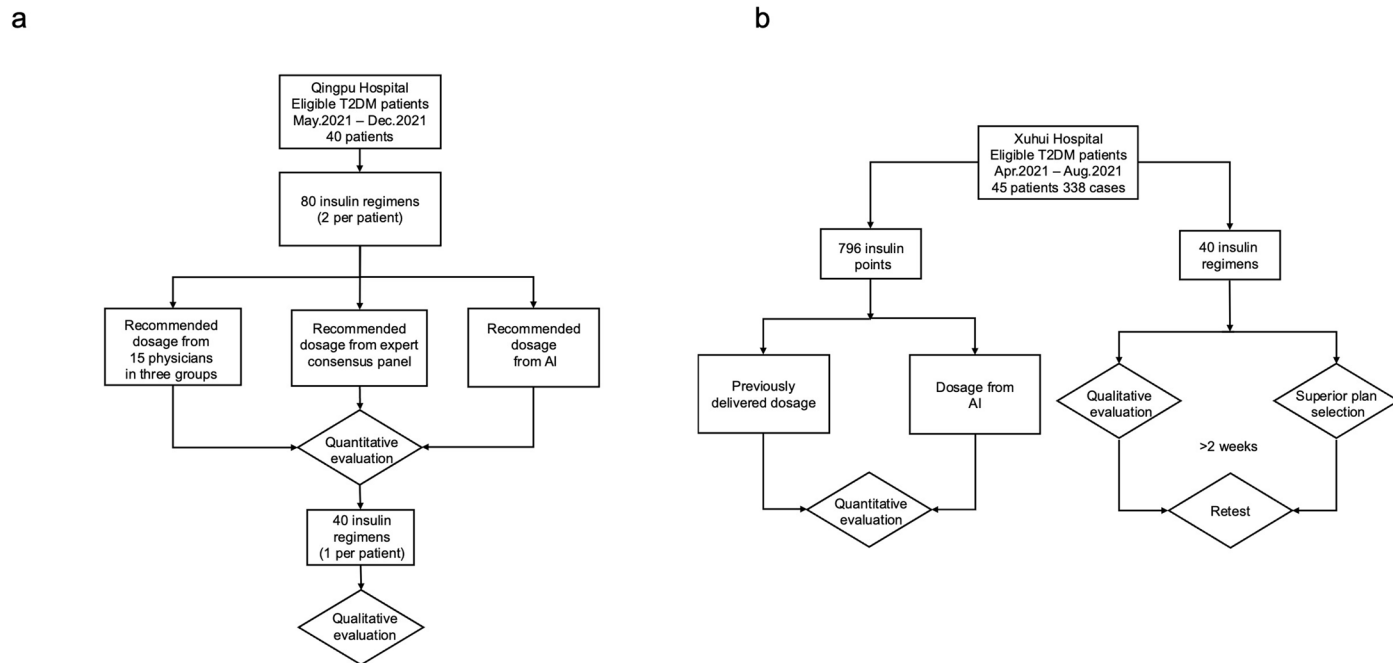 a
Qingpu Hospital
Eligible T2DM patients
May.2021 – Dec.2021
40 patients
80 insulin regimens
(2 per patient)
Recommended
dosage from
15 physicians
in three groups
Recommended
dosage from expert
consensus panel
Recommended
dosage
from AI
Quantitative
evaluation
40 insulin
regimens
(1 per patient)
Qualitative
evaluation
b
Xuhui Hospital
Eligible T2DM patients
Apr.2021 – Aug.2021
45 patients 338 cases
796 insulin
points
40 insulin
regimens
Previously
delivered dosage
Dosage from
AI
Qualitative
evaluation
Superior plan
selection
>2 weeks
Quantitative
evaluation
Retest